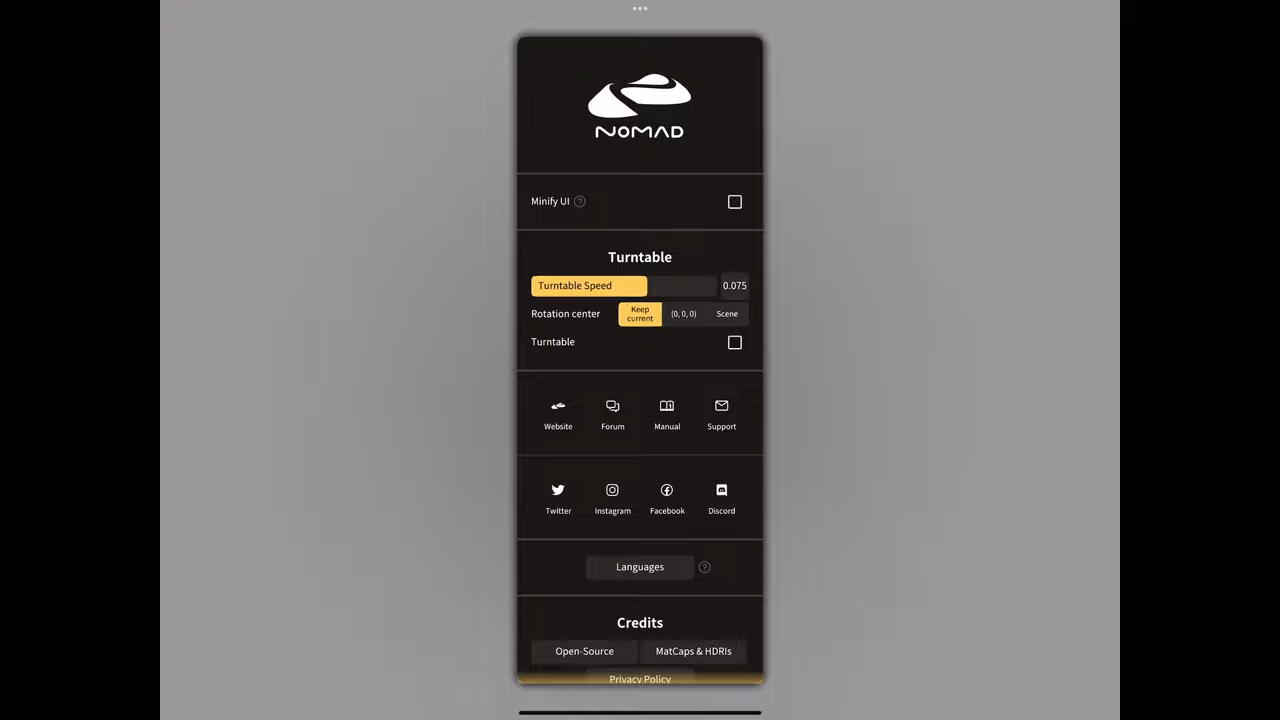 NOMAD
Minify UI ?
Turntable
Turntable Speed 0.075
Rotation center Keep current (0, 0, 0) Scene
Turntable
Website Forum Manual Support
Twitter Instagram Facebook Discord
Languages ?
Credits
Open-Source MatCaps & HDRIs
Privacy Policy